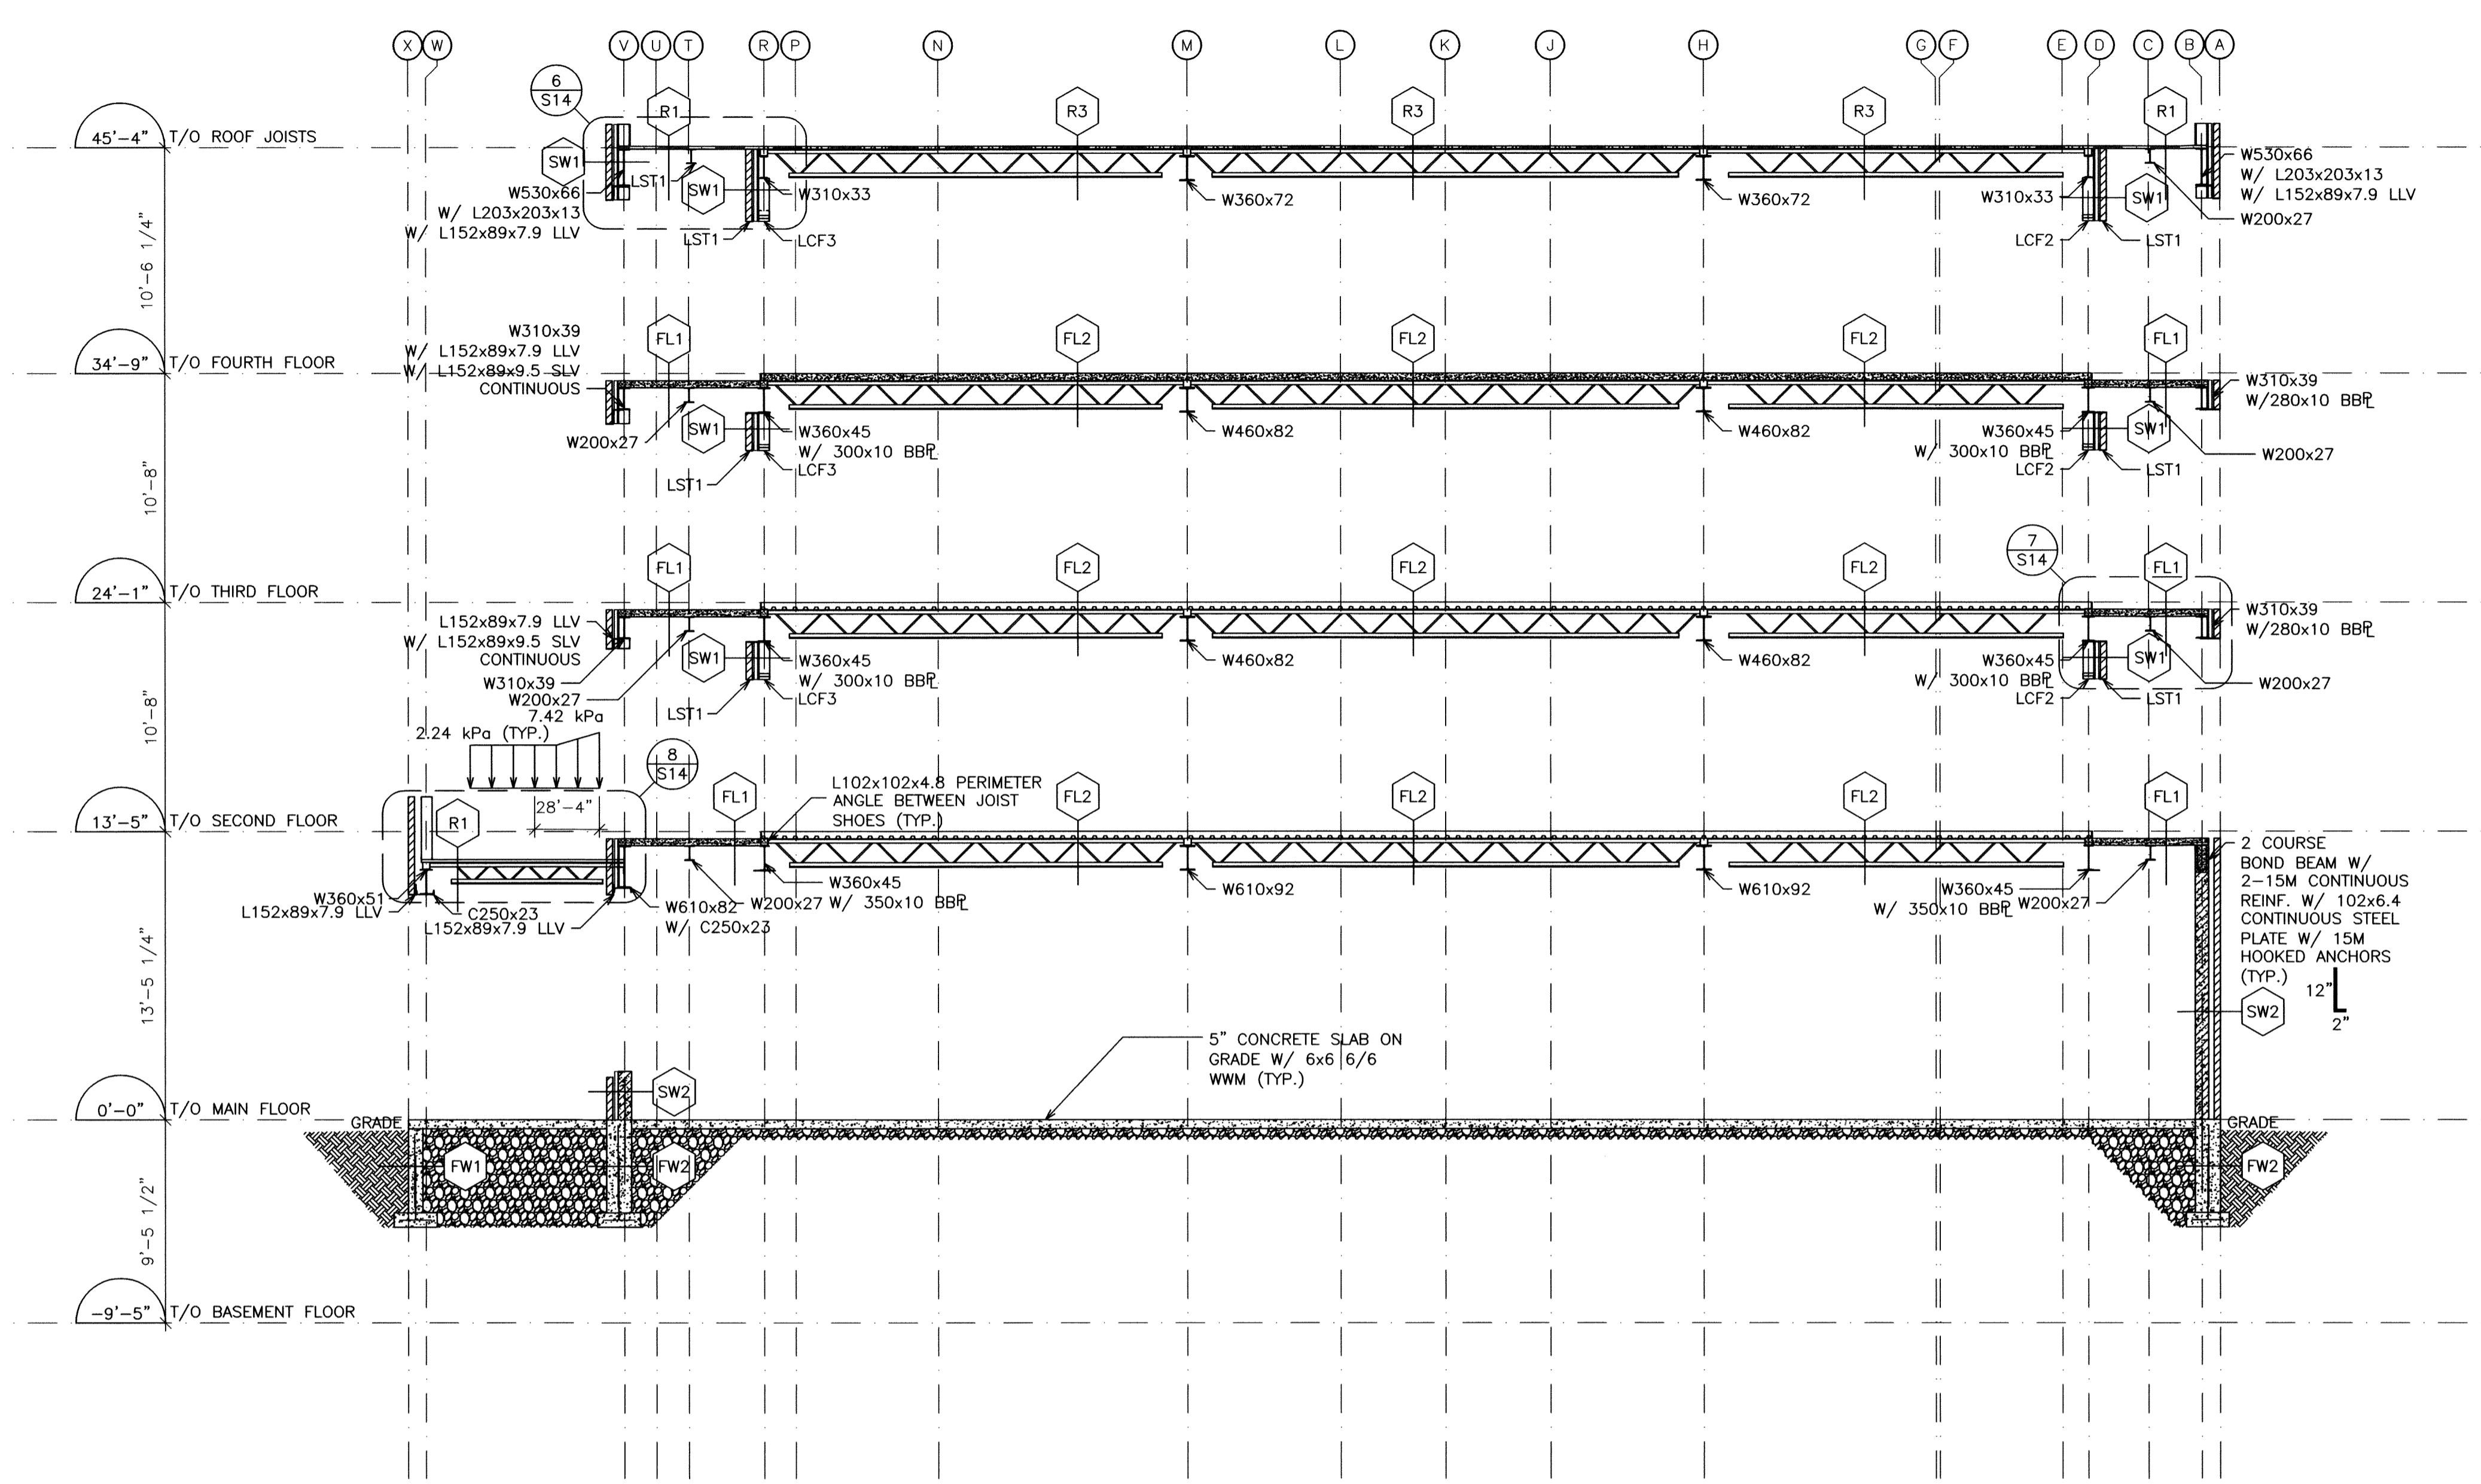 X W V U T R P N M L K J H G F E D C B A
6
S14
R1 R3 R3 R3 R1
45'-4" T/O ROOF JOISTS
SW1
LST1
SW1
W530x66
W/ L203x203x13
W/ L152x89x7.9 LLV
W310x33
LST1
LCF3
W360x72
W360x72
W310x33
SW1
LCF2
LST1
W530x66
W/ L203x203x13
W/ L152x89x7.9 LLV
W200x27
10'-6 1/4"
W310x39
W/ L152x89x7.9 LLV
W/ L152x89x9.5 SLV
CONTINUOUS
FL1 FL2 FL2 FL2 FL1
34'-9" T/O FOURTH FLOOR
W200x27
SW1
W360x45
W/ 300x10 BBPL
LCF3
LST1
W460x82
W460x82
W360x45
W/ 300x10 BBPL
LCF2
SW1
LST1
W310x39
W/280x10 BBPL
W200x27
10'-8"
7
S14
FL1 FL2 FL2 FL2 FL1
24'-1" T/O THIRD FLOOR
L152x89x7.9 LLV
W/ L152x89x9.5 SLV
CONTINUOUS
W310x39
W200x27
SW1
W360x45
W/ 300x10 BBPL
LCF3
LST1
W460x82
W460x82
W360x45
W/ 300x10 BBPL
LCF2
SW1
LST1
W310x39
W/280x10 BBPL
W200x27
10'-8"
7.42 kPa
2.24 kPa (TYP.)
8
S14
28'-4"
R1
FL1 FL2 FL2 FL2 FL1
L102x102x4.8 PERIMETER
ANGLE BETWEEN JOIST
SHOES (TYP.)
13'-5" T/O SECOND FLOOR
W360x51
L152x89x7.9 LLV
C250x23
L152x89x7.9 LLV
W610x82
W/ C250x23
W200x27
W360x45
W/ 350x10 BBPL
W610x92
W610x92
W360x45
W/ 350x10 BBPL
W200x27
2 COURSE
BOND BEAM W/
2-15M CONTINUOUS
REINF. W/ 102x6.4
CONTINUOUS STEEL
PLATE W/ 15M
HOOKED ANCHORS
(TYP.)
12"
2"
SW2
13'-5 1/4"
5" CONCRETE SLAB ON
GRADE W/ 6x6 6/6
WWM (TYP.)
SW2
0'-0" T/O MAIN FLOOR
GRADE
GRADE
FW1 FW2 FW2
9'-5 1/2"
-9'-5" T/O BASEMENT FLOOR